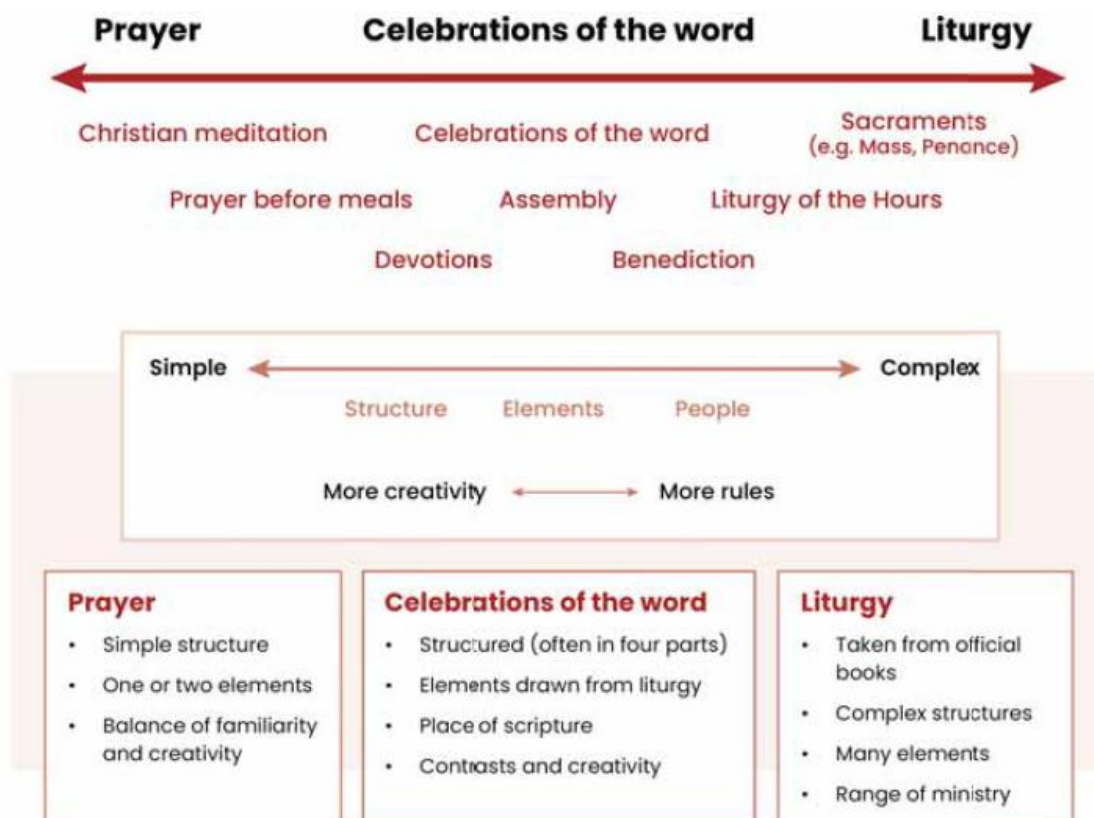 Prayer Celebrations of the word Liturgy
Christian meditation Celebrations of the word Sacraments
(e.g. Mass, Penance)
Prayer before meals Assembly Liturgy of the Hours
Devotions Benediction
Simple Complex
Structure Elements People
More creativity More rules
Prayer
• Simple structure
• One or two elements
• Balance of familiarity
and creativity
Celebrations of the word
• Structured (often in four parts)
• Elements drawn from liturgy
• Place of scripture
• Contrasts and creativity
Liturgy
• Taken from official
books
• Complex structures
• Many elements
• Range of ministry